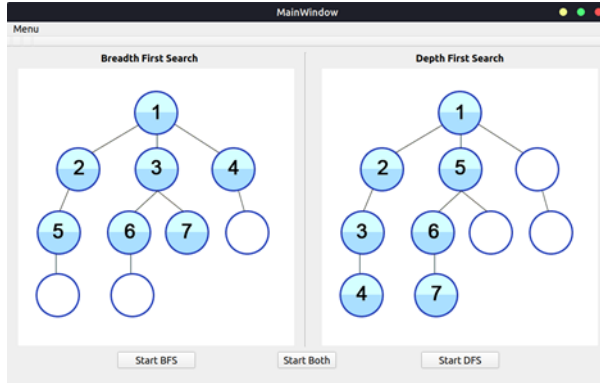 MainWindow
Menu
Breadth First Search
Depth First Search
1
2 3 4
5 6 7
1
2 5
3 6
4 7
Start BFS
Start Both
Start DFS